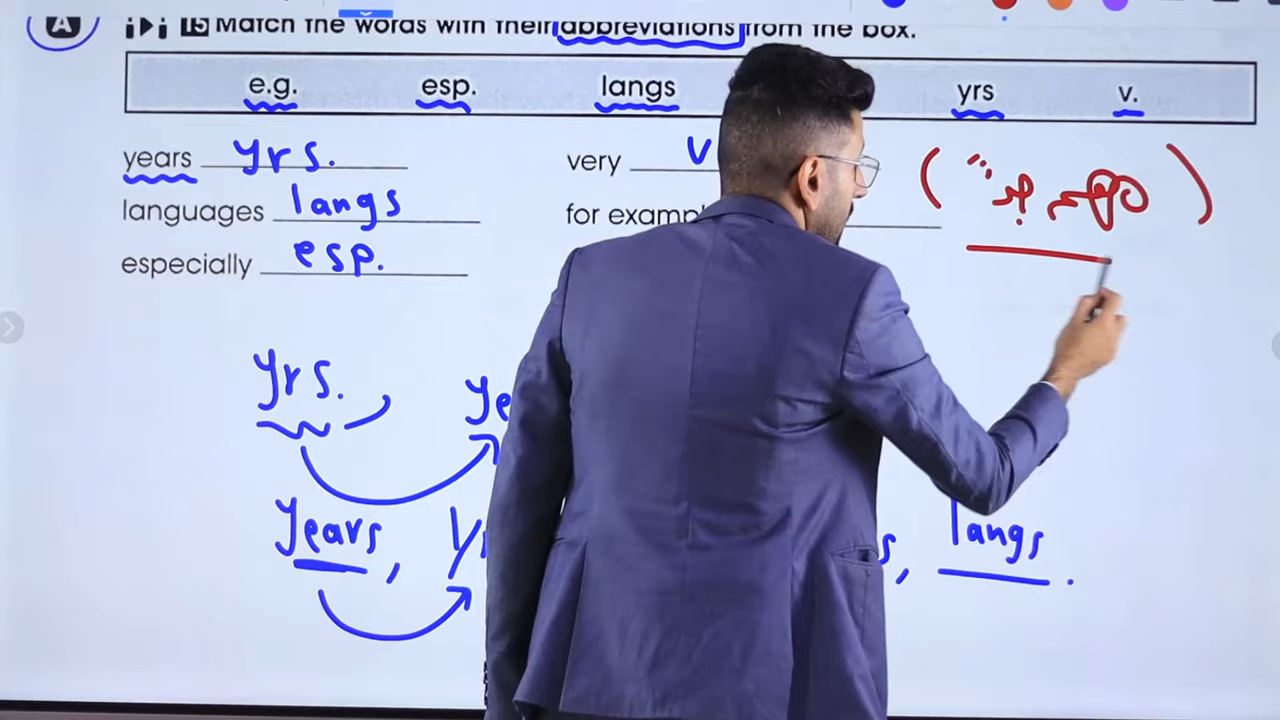 A 15 Match the words with their abbreviations from the box.
e.g. esp. langs yrs v.
years yrs. very v
languages langs for examp
especially esp.
yrs. ye
years, langs.